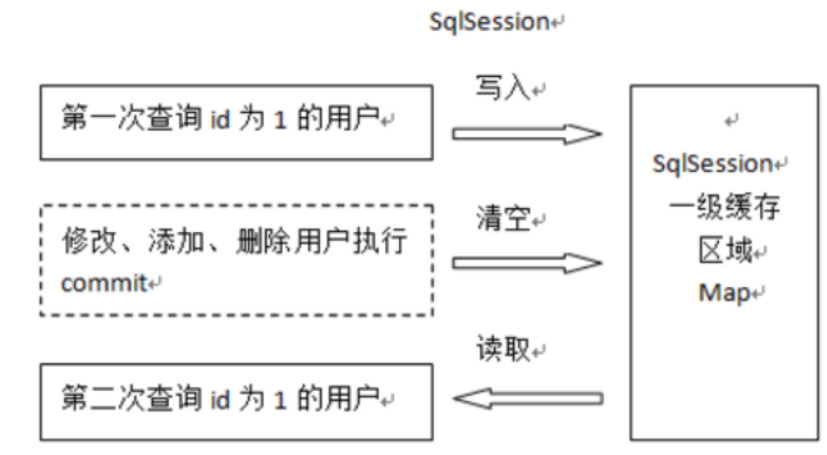 SqlSession↵
写入↵
第一次查询 id 为 1 的用户↵
↵
SqlSession↵
一级缓存
区域↵
Map↵
清空↵
修改、添加、删除用户执行
commit↵
读取↵
第二次查询 id 为 1 的用户↵